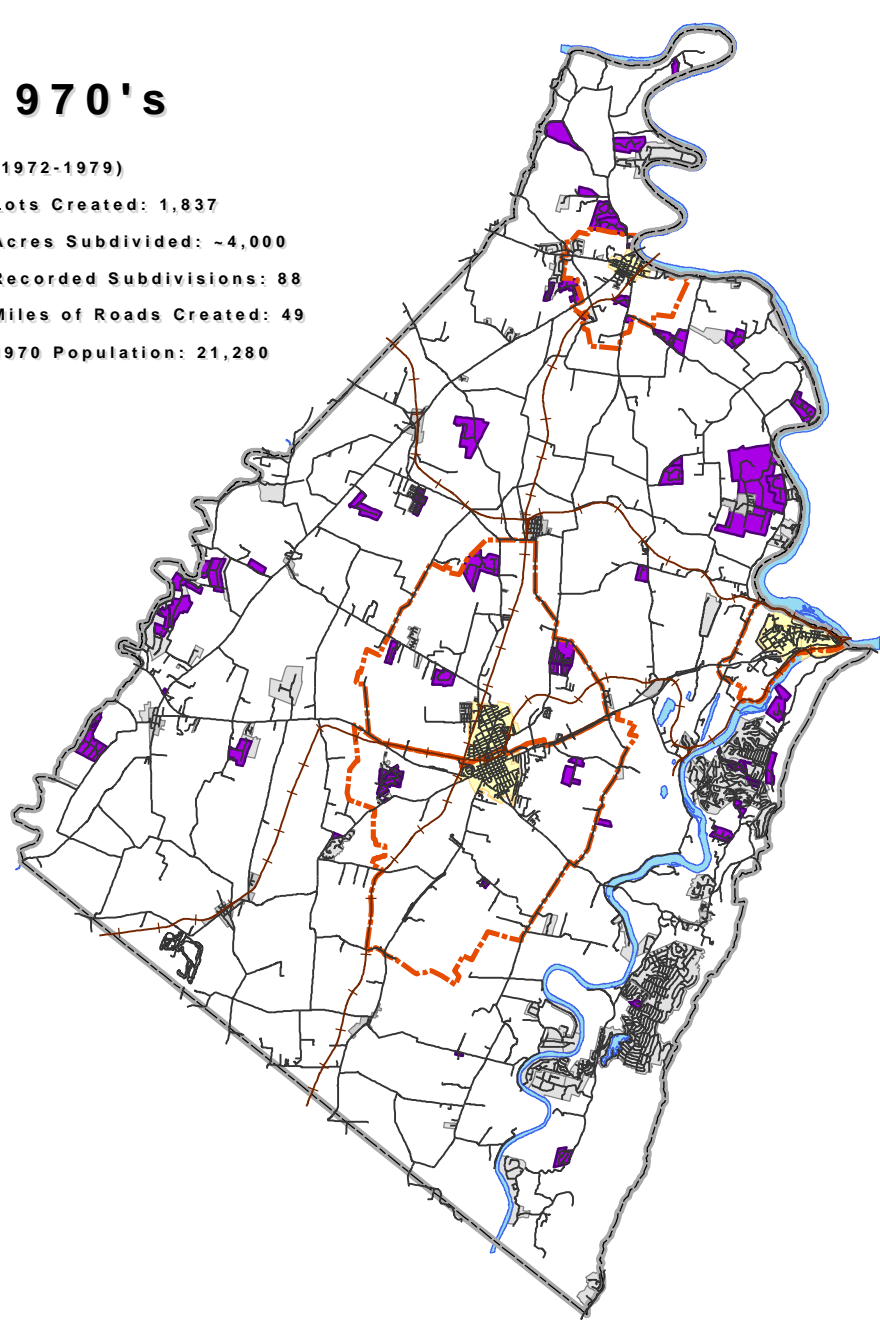 970's
1972-1979)
Lots Created: 1,837
Acres Subdivided: ~4,000
Recorded Subdivisions: 88
Miles of Roads Created: 49
970 Population: 21,280